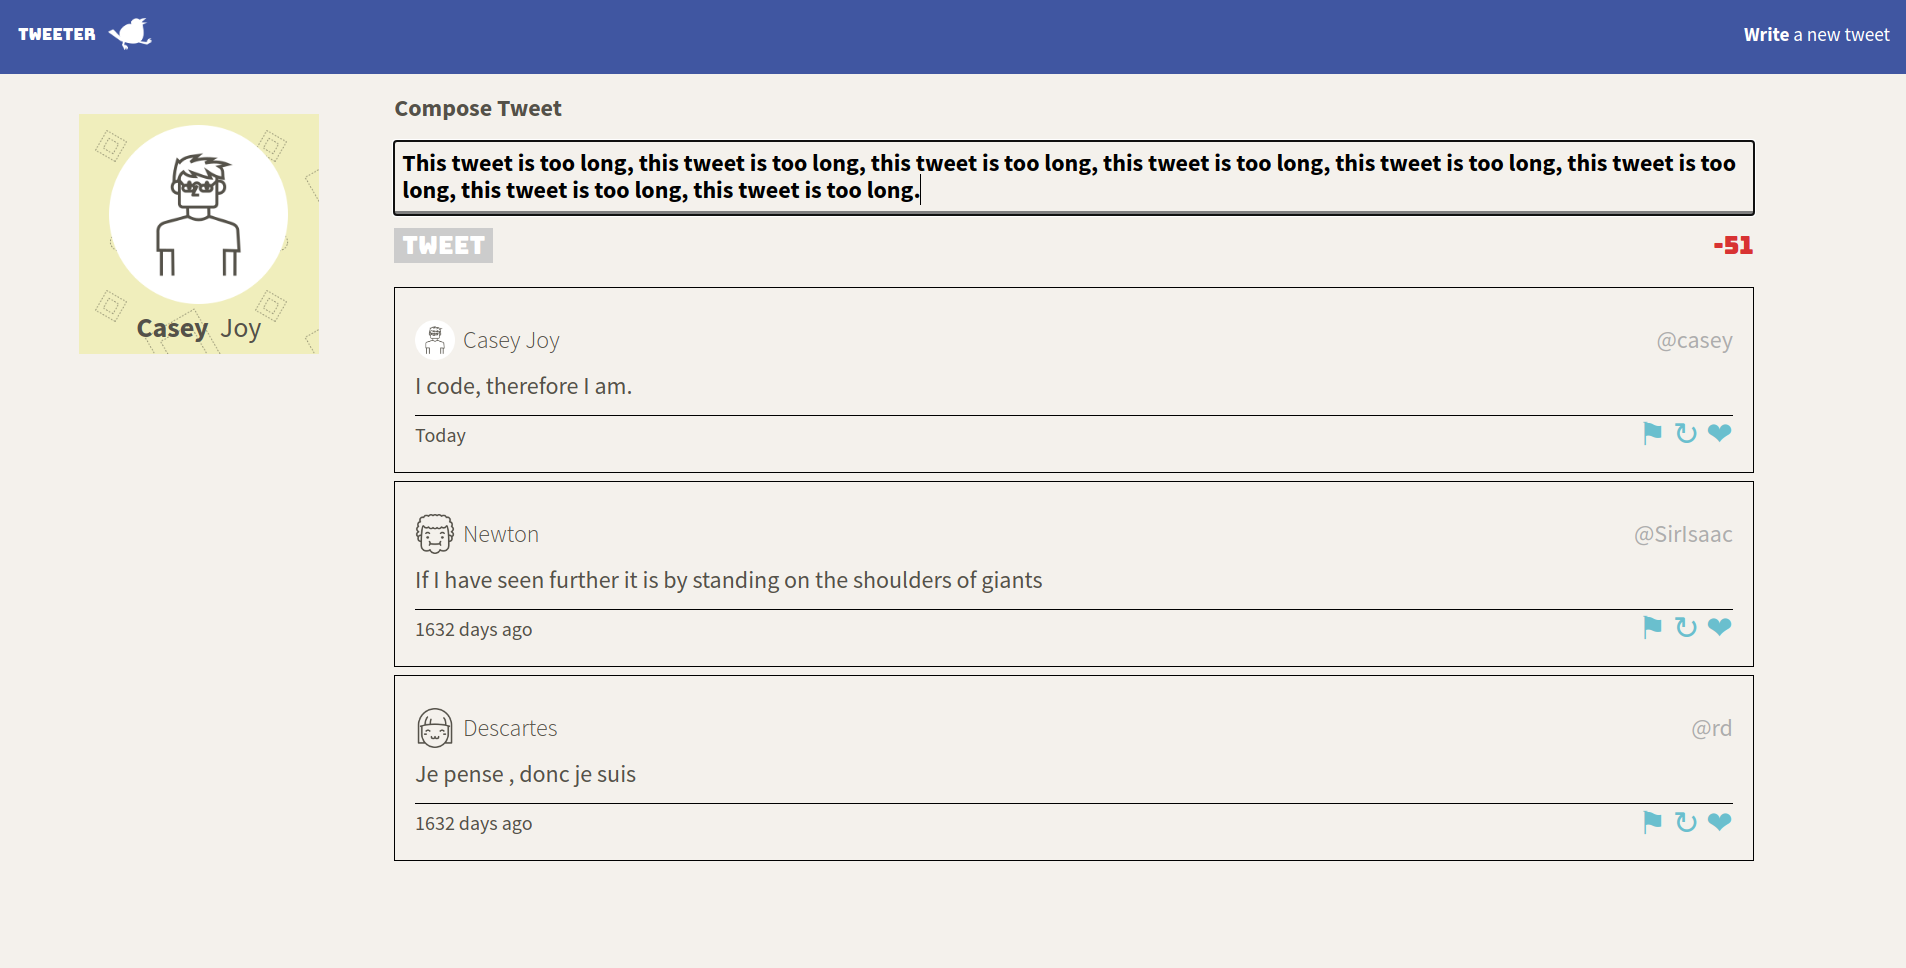 TWEETER
Write a new tweet
Casey Joy
Compose Tweet
This tweet is too long, this tweet is too long, this tweet is too long, this tweet is too long, this tweet is too long, this tweet is too
long, this tweet is too long, this tweet is too long.
TWEET
-51
Casey Joy
@casey
I code, therefore I am.
Today
Newton
@SirIsaac
If I have seen further it is by standing on the shoulders of giants
1632 days ago
Descartes
@rd
Je pense , donc je suis
1632 days ago